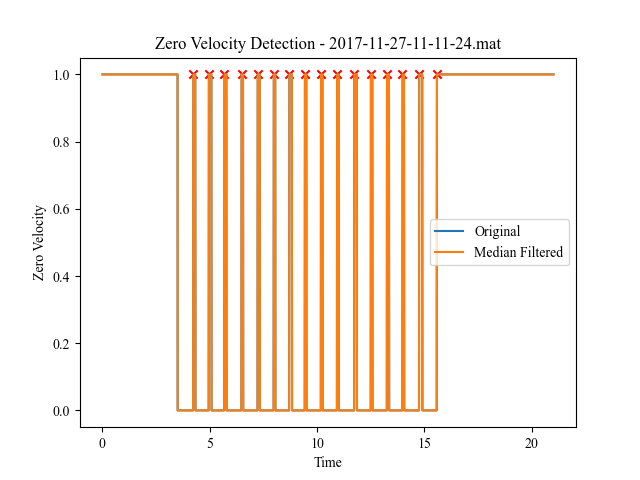 Zero Velocity Detection - 2017-11-27-11-11-24.mat
1.0
0.8
0.6
0.4
0.2
0.0
Zero Velocity
Original
Median Filtered
0 5 10 15 20
Time